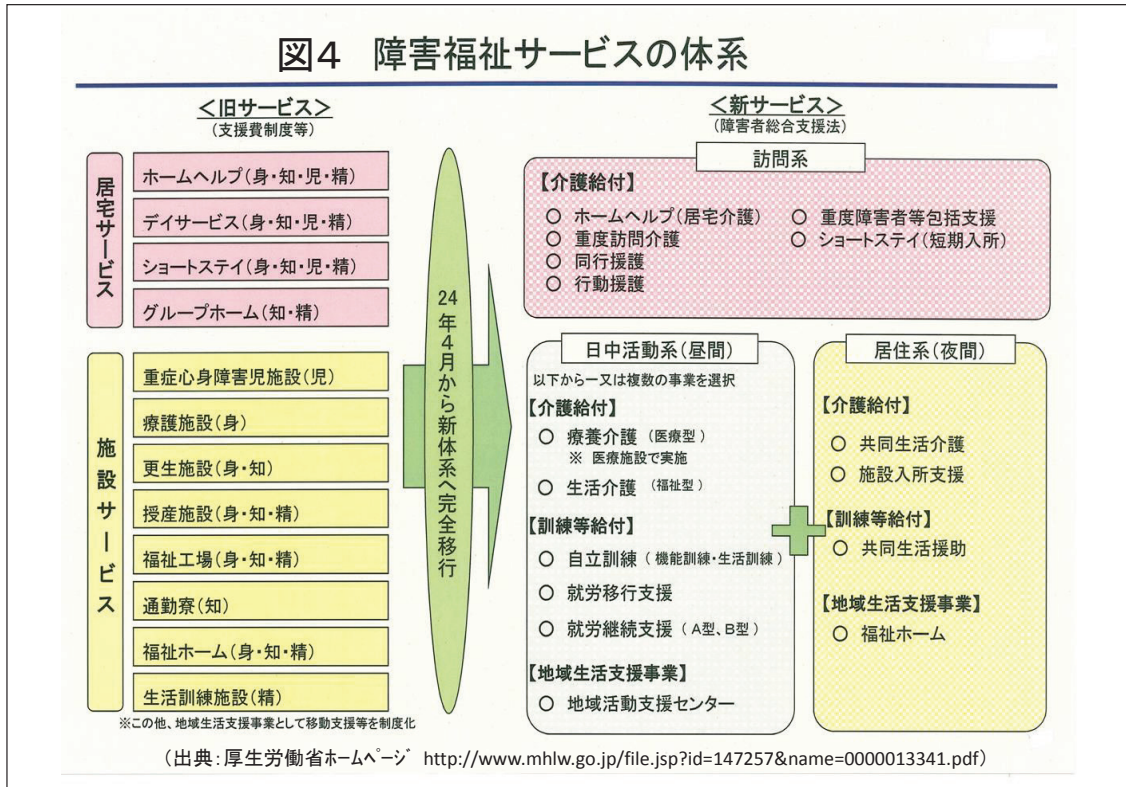 図4 障害福祉サービスの体系
<旧サービス>
(支援費制度等)
居宅サービス
ホームヘルプ(身・知・児・精)
デイサービス(身・知・児・精)
ショートステイ(身・知・児・精)
グループホーム(知・精)
施設サービス
重症心身障害児施設(児)
療護施設(身)
更生施設(身・知)
授産施設(身・知・精)
福祉工場(身・知・精)
通勤寮(知)
福祉ホーム(身・知・精)
生活訓練施設(精)
※この他、地域生活支援事業として移動支援等を制度化
24年4月から新体系へ完全移行
<新サービス>
(障害者総合支援法)
訪問系
【介護給付】
○ ホームヘルプ(居宅介護)
○ 重度訪問介護
○ 同行援護
○ 行動援護
○ 重度障害者等包括支援
○ ショートステイ(短期入所)
日中活動系(昼間)
以下から一又は複数の事業を選択
【介護給付】
○ 療養介護(医療型)
※ 医療施設で実施
○ 生活介護(福祉型)
【訓練等給付】
○ 自立訓練(機能訓練・生活訓練)
○ 就労移行支援
○ 就労継続支援(A型、B型)
【地域生活支援事業】
○ 地域活動支援センター
居住系(夜間)
【介護給付】
○ 共同生活介護
○ 施設入所支援
【訓練等給付】
○ 共同生活援助
【地域生活支援事業】
○ 福祉ホーム
(出典:厚生労働省ホームページ http://www.mhlw.go.jp/file.jsp?id=147257&name=0000013341.pdf)